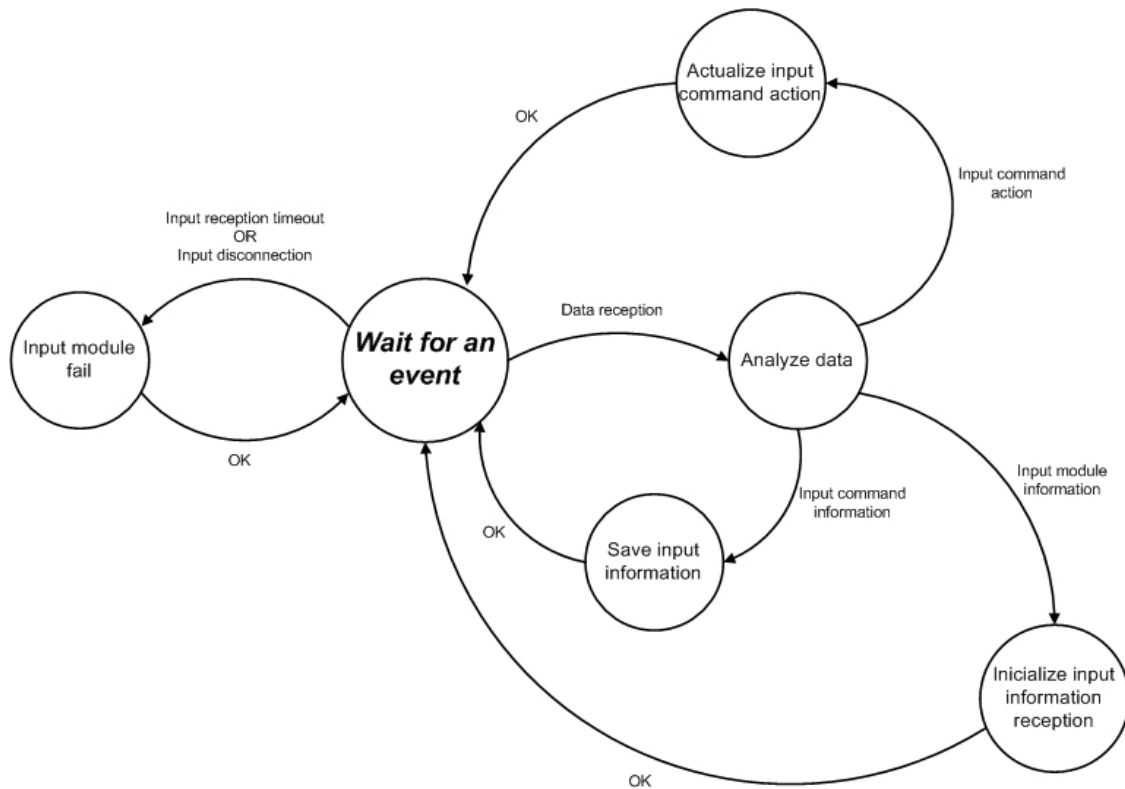 Actualize input
command action
OK
Input command
action
Input reception timeout
OR
Input disconnection
Data reception
Wait for an
event
Input module
fail
Analyze data
OK
Input module
information
Input command
information
OK
Save input
information
Inicialize input
information
reception
OK